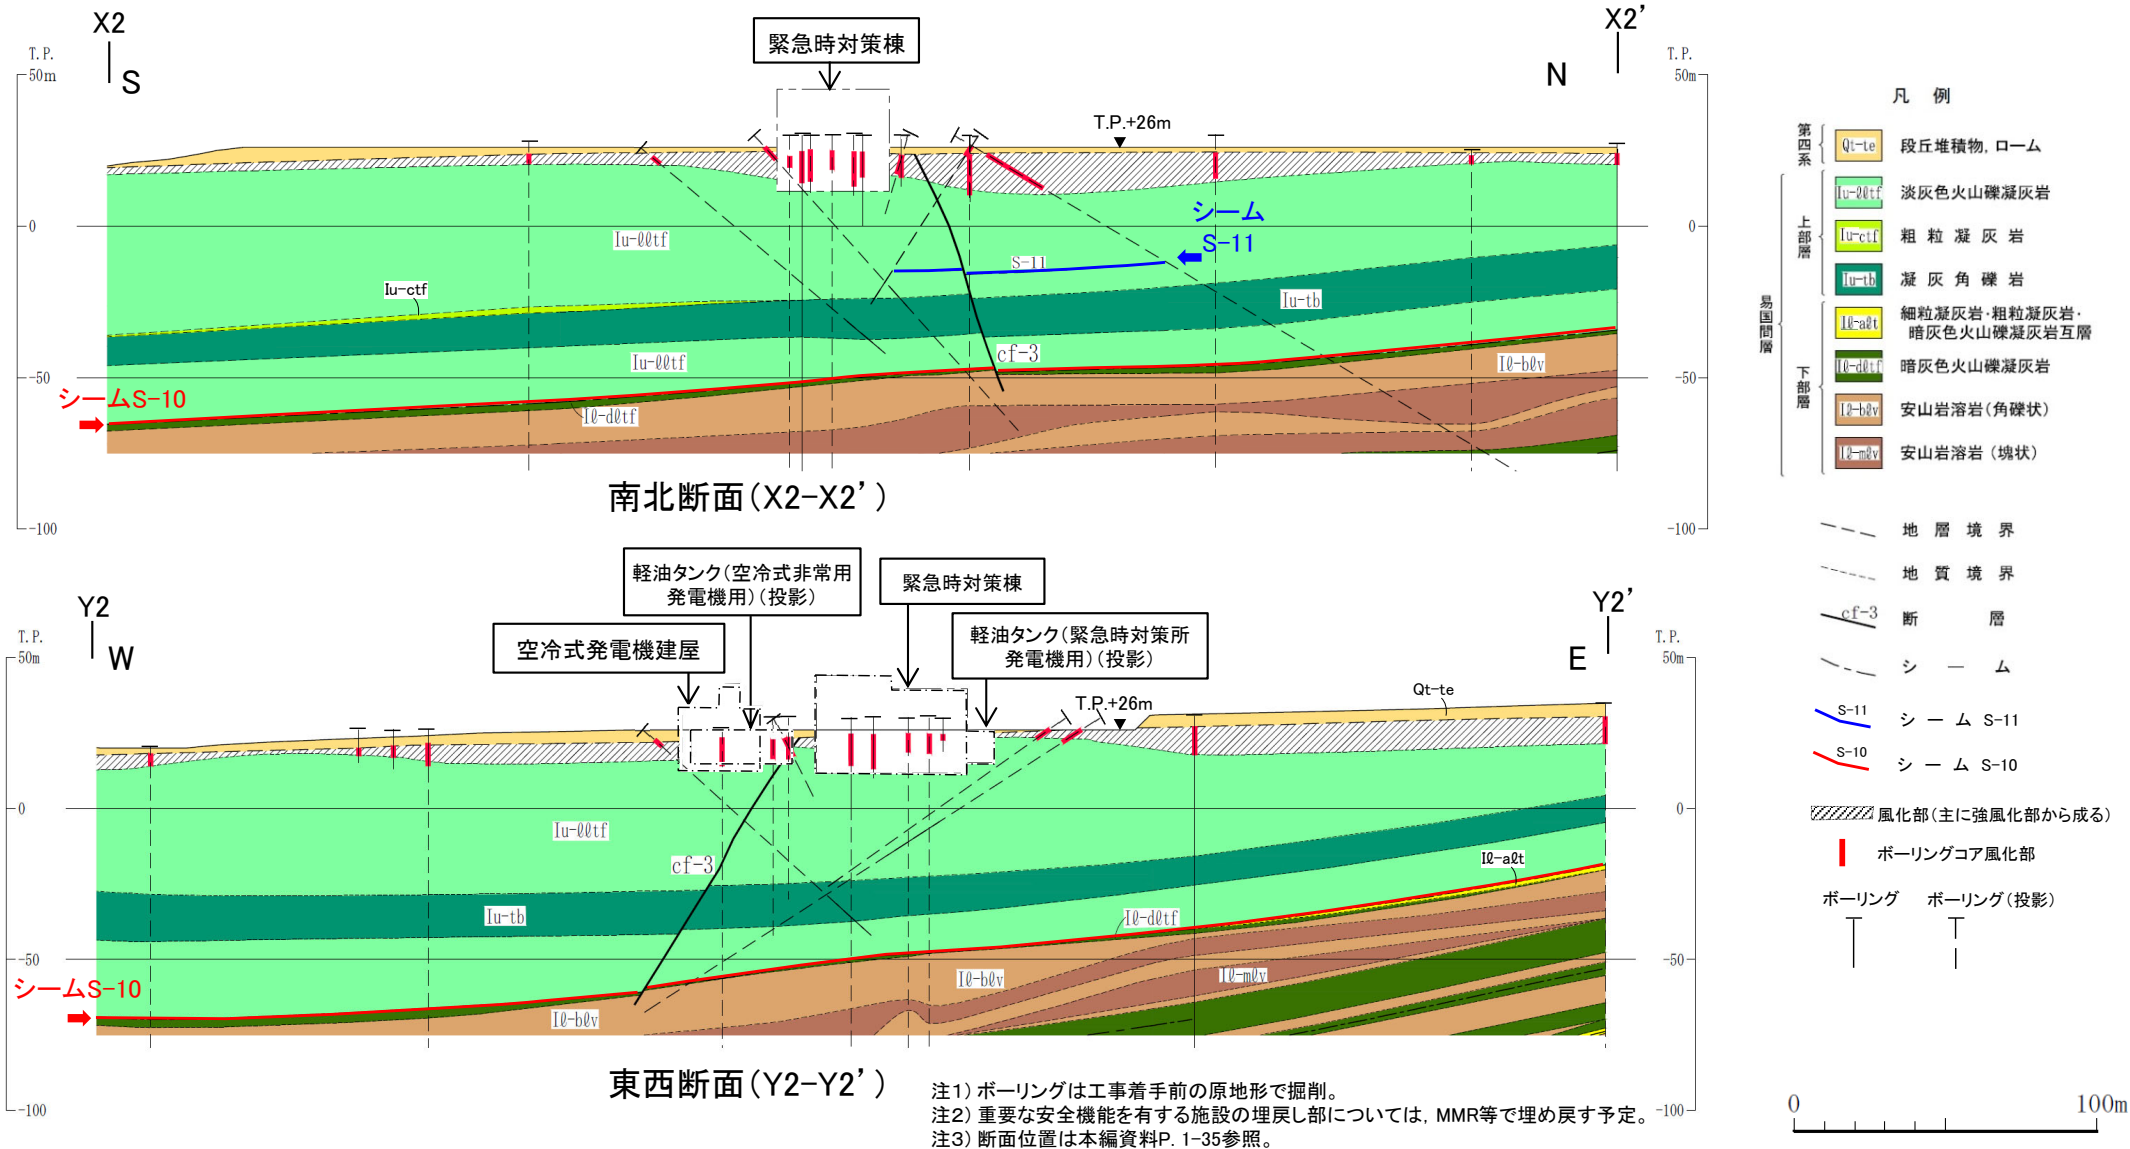 X2
X2’
T.P.
50m
S
緊急時対策棟
N
T.P.
50m
T.P.+26m
0
0
シーム
S-11
S-11
Iu-ℓℓtf
Iu-ctf
Iu-tb
Iu-ℓℓtf
cf-3
Iℓ-bℓv
-50
-50
シームS-10
Iℓ-dℓtf
南北断面(X2-X2’)
-100
-100
凡 例
第四系
Qt-te
段丘堆積物, ローム
易国間層
上部層
Iu-ℓℓtf
淡灰色火山礫凝灰岩
Iu-ctf
粗粒凝灰岩
Iu-tb
凝灰角礫岩
下部層
Iℓ-aℓt
細粒凝灰岩・粗粒凝灰岩・
暗灰色火山礫凝灰岩互層
Iℓ-dℓtf
暗灰色火山礫凝灰岩
Iℓ-bℓv
安山岩溶岩(角礫状)
Iℓ-mℓv
安山岩溶岩(塊状)
地層境界
地質境界
cf-3
断層
シーム
S-11
シーム S-11
S-10
シーム S-10
風化部(主に強風化部から成る)
ボーリングコア風化部
ボーリング
ボーリング(投影)
0
100m
Y2
Y2’
T.P.
50m
W
空冷式発電機建屋
軽油タンク(空冷式非常用
発電機用)(投影)
緊急時対策棟
軽油タンク(緊急時対策所
発電機用)(投影)
E
T.P.
50m
T.P.+26m
Qt-te
0
0
Iu-ℓℓtf
cf-3
Iu-tb
Iℓ-aℓt
Iℓ-dℓtf
-50
-50
Iℓ-bℓv
Iℓ-mℓv
シームS-10
Iℓ-bℓv
東西断面(Y2-Y2’)
-100
-100
注1) ボーリングは工事着手前の原地形で掘削。
注2) 重要な安全機能を有する施設の埋戻し部については, MMR等で埋め戻す予定。
注3) 断面位置は本編資料P. 1-35参照。